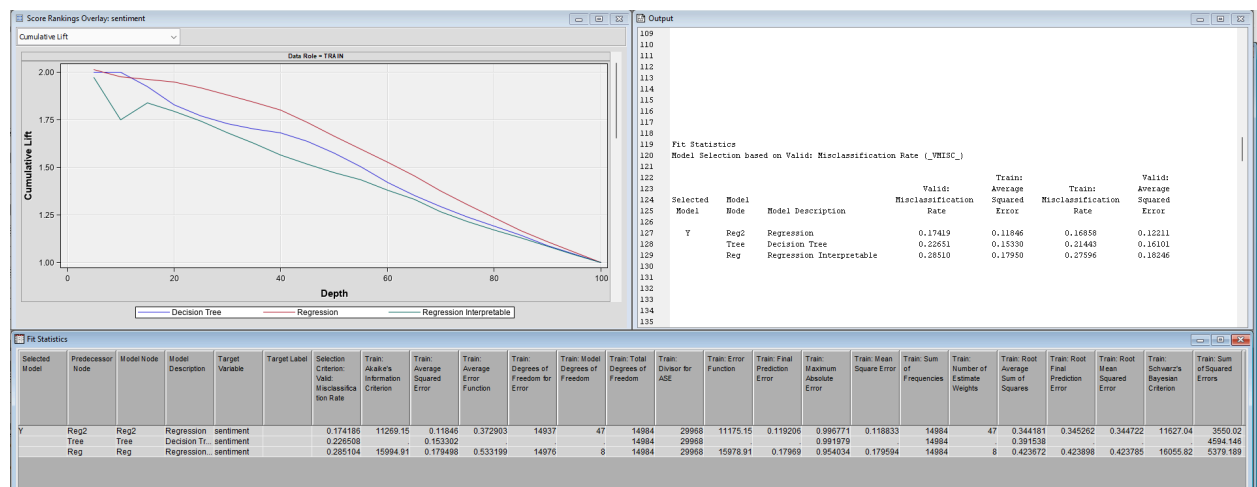 Score Rankings Overlay: sentiment
Cumulative Lift
Data Role = TRAIN
Cumulative Lift
2.00
1.75
1.50
1.25
1.00
0 20 40 60 80 100
Depth
Decision Tree Regression Regression Interpretable
Output
109
110
111
112
113
114
115
116
117
118
119 Fit Statistics
120 Model Selection based on Valid: Misclassification Rate (_VMISC_)
121
122 Train: Valid:
123 Valid: Average Train: Average
124 Selected Model Misclassification Squared Misclassification Squared
125 Model Node Model Description Rate Error Rate Error
126
127 Y Reg2 Regression 0.17419 0.11846 0.16858 0.12211
128 Tree Decision Tree 0.22651 0.15330 0.21443 0.16101
129 Reg Regression Interpretable 0.28510 0.17950 0.27596 0.18246
130
131
132
133
134
135
Fit Statistics
Selected Predecessor Model Node Model Target Target Label Selection Train: Train: Train: Train: Train: Model Train: Total Train: Train: Error Train: Final Train: Train: Mean Train: Sum Train: Train: Root Train: Root Train: Root Train: Train: Sum
Model Node Description Variable Criterion: Akaike's Average Average Degrees of Degrees of Degrees of Divisor for Function Prediction Maximum Square Error of Number of Average Final Mean Schwarz's of Squared
Valid: Information Squared Error Freedom for Freedom Freedom ASE Error Absolute Frequencies Estimate Sum of Prediction Squared Bayesian Errors
Misclassifica Criterion Error Function Error Error Weights Squares Error Error Criterion
tion Rate
Y Reg2 Reg2 Regression sentiment 0.174186 11269.15 0.11846 0.372903 14937 47 14984 29968 11175.15 0.119206 0.996771 0.118833 14984 47 0.344181 0.345262 0.344722 11627.04 3550.02
Tree Tree Decision Tr... sentiment 0.226508 . 0.153302 . . . 14984 29968 . . 0.991979 . 14984 . 0.391538 . . . 4594.146
Reg Reg Regression... sentiment 0.285104 15994.91 0.179498 0.533199 14976 8 14984 29968 15978.91 0.17969 0.954034 0.179594 14984 8 0.423672 0.423898 0.423785 16055.82 5379.189